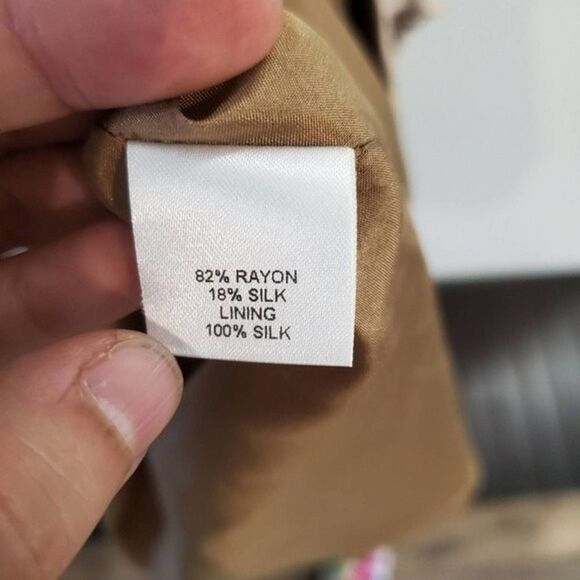 82% RAYON
18% SILK
LINING
100% SILK